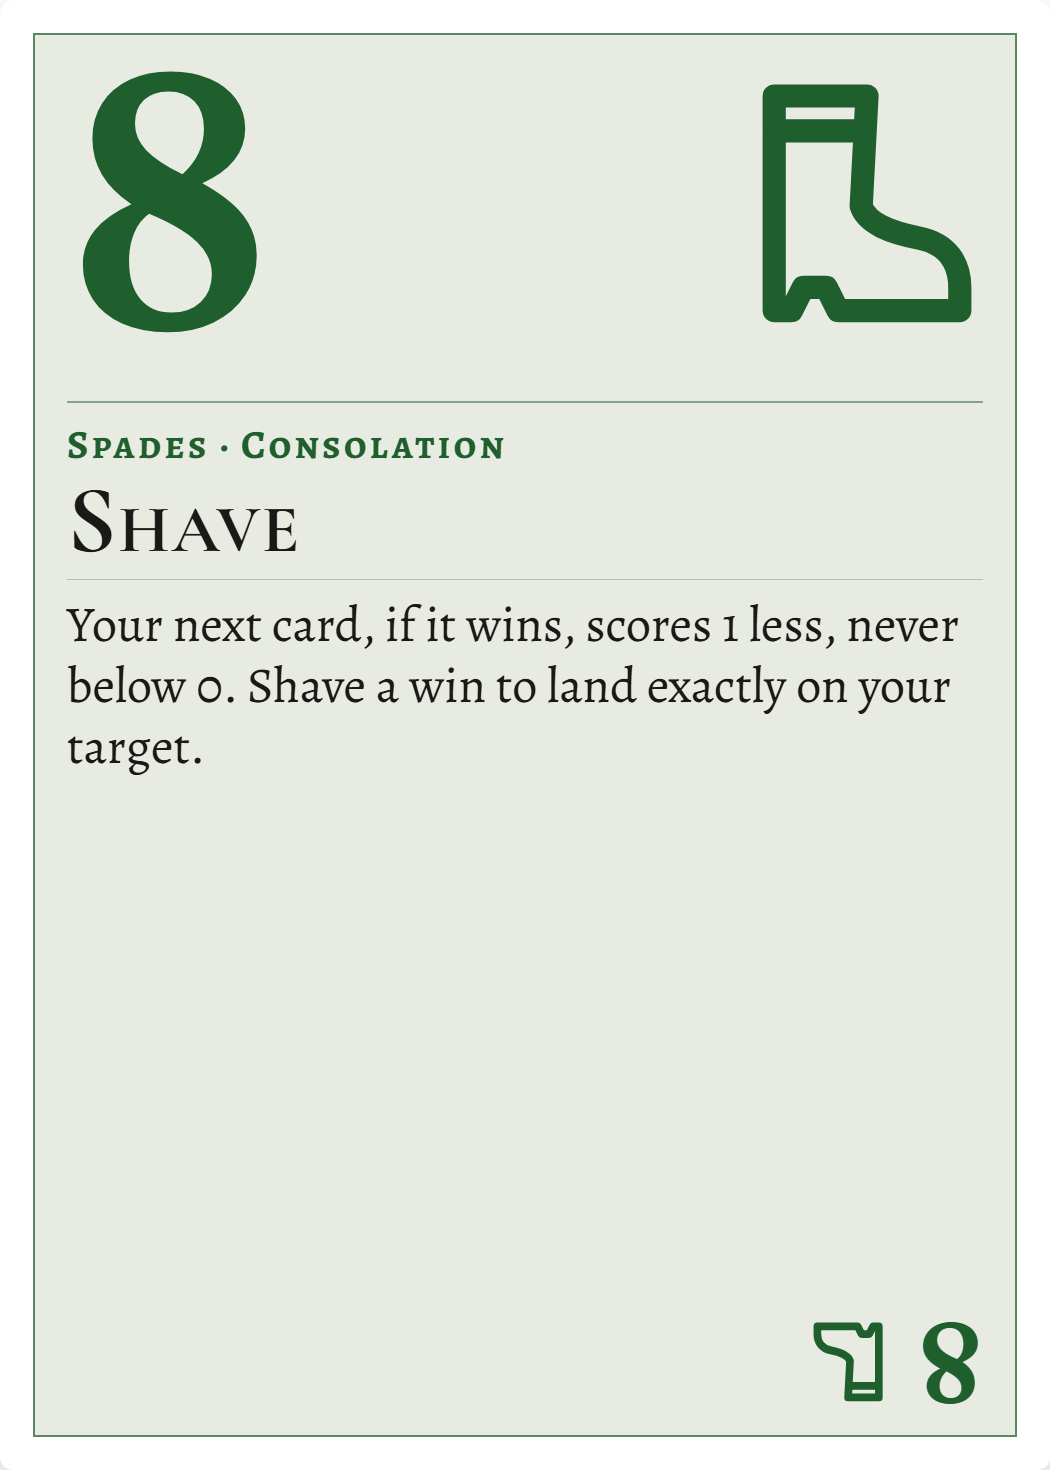 8
Spades · Consolation
Shave
Your next card, if it wins, scores 1 less, never
below 0. Shave a win to land exactly on your
target.
8